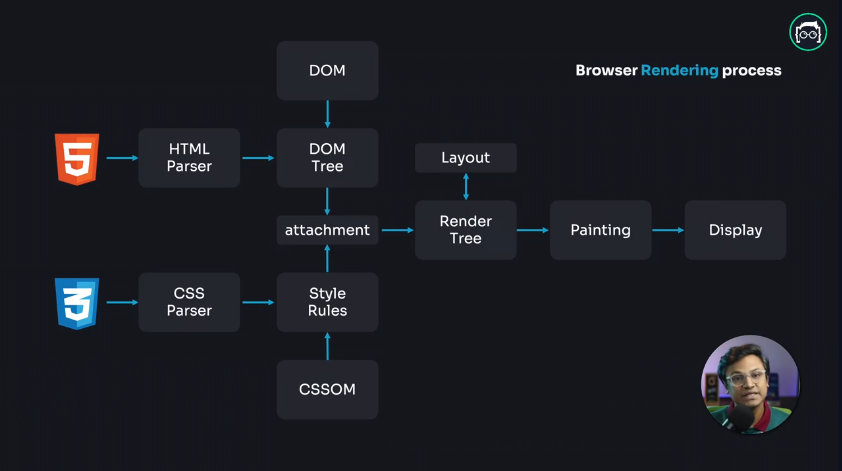 Browser Rendering process
DOM
HTML
Parser
DOM
Tree
Layout
attachment
Render
Tree
Painting
Display
CSS
Parser
Style
Rules
CSSOM
5
3